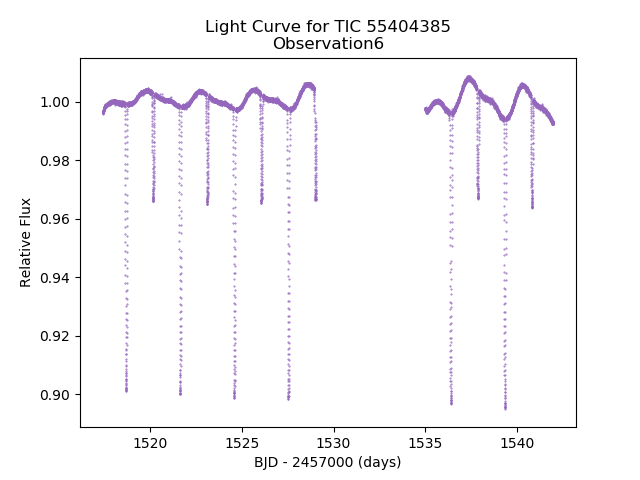 Light Curve for TIC 55404385
Observation6
Relative Flux
1.00
0.98
0.96
0.94
0.92
0.90
1520
1525
1530
1535
1540
BJD - 2457000 (days)